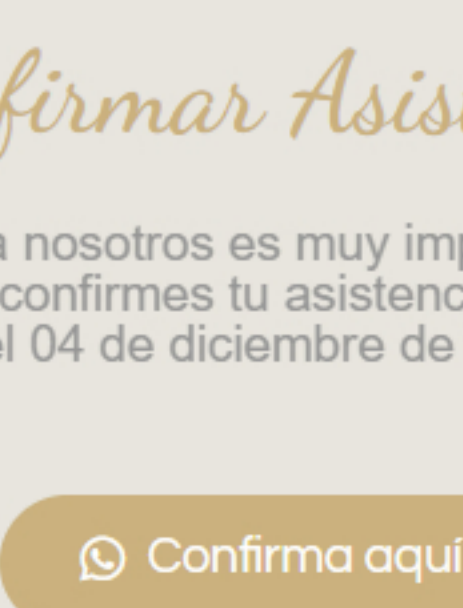 firmar Asis
a nosotros es muy imp
confirmes tu asistenc
el 04 de diciembre de
Confirma aquí